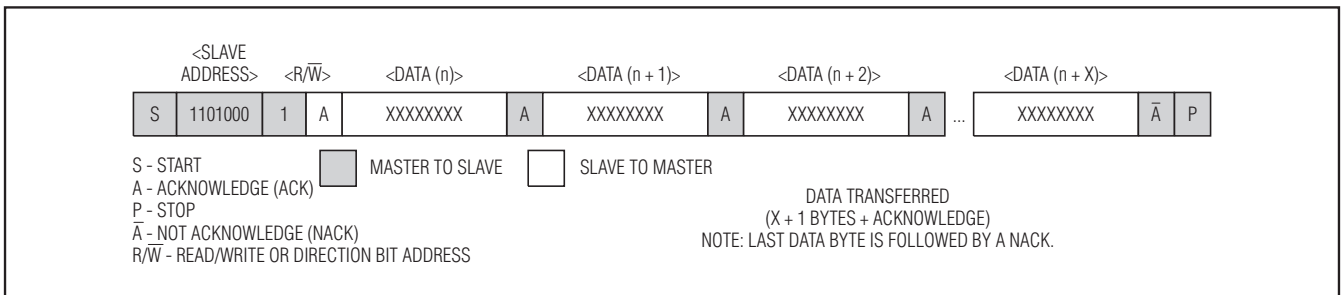 <SLAVE
ADDRESS> <R/W̅> <DATA (n)> <DATA (n + 1)> <DATA (n + 2)> <DATA (n + X)>
S 1101000 1 A XXXXXXXX A XXXXXXXX A XXXXXXXX A ... XXXXXXXX A̅ P
S - START
MASTER TO SLAVE SLAVE TO MASTER
A - ACKNOWLEDGE (ACK)
P - STOP
A̅ - NOT ACKNOWLEDGE (NACK)
R/W̅ - READ/WRITE OR DIRECTION BIT ADDRESS
DATA TRANSFERRED
(X + 1 BYTES + ACKNOWLEDGE)
NOTE: LAST DATA BYTE IS FOLLOWED BY A NACK.